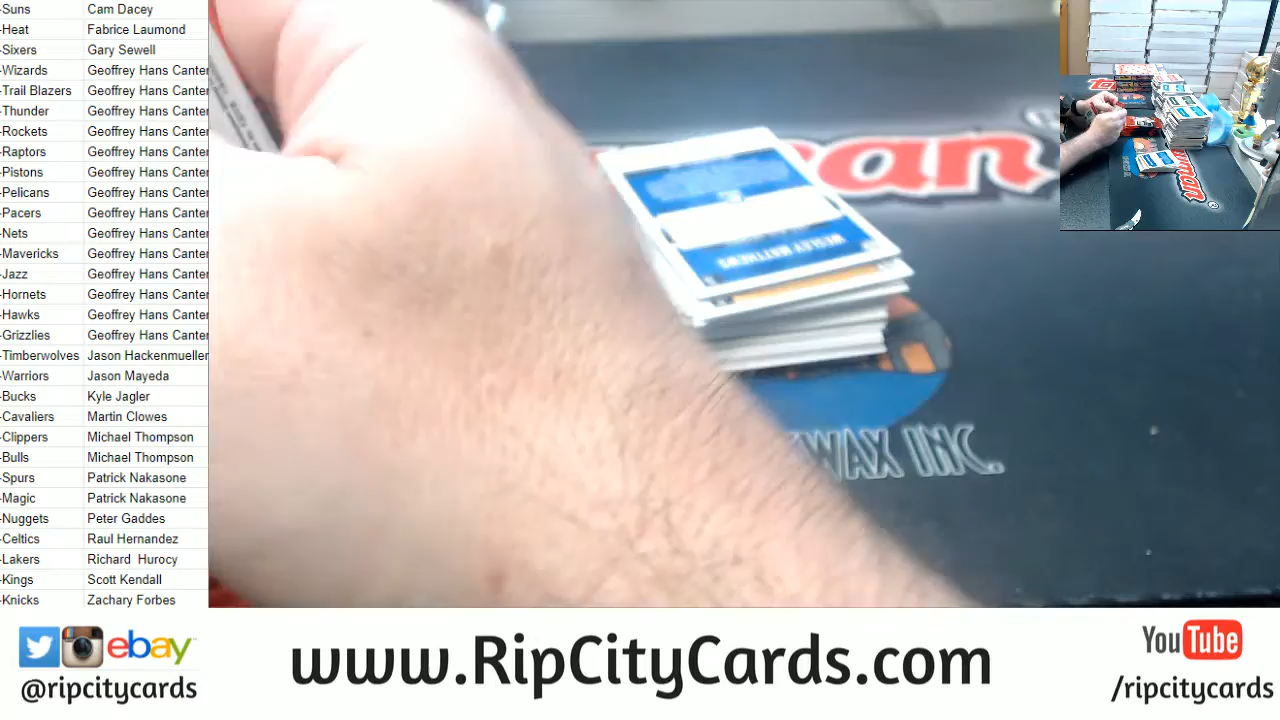 -Suns Cam Dacey
-Heat Fabrice Laumond
-Sixers Gary Sewell
-Wizards Geoffrey Hans Canter
-Trail Blazers Geoffrey Hans Canter
-Thunder Geoffrey Hans Canter
-Rockets Geoffrey Hans Canter
-Raptors Geoffrey Hans Canter
-Pistons Geoffrey Hans Canter
-Pelicans Geoffrey Hans Canter
-Pacers Geoffrey Hans Canter
-Nets Geoffrey Hans Canter
-Mavericks Geoffrey Hans Canter
-Jazz Geoffrey Hans Canter
-Hornets Geoffrey Hans Canter
-Hawks Geoffrey Hans Canter
-Grizzlies Geoffrey Hans Canter
-Timberwolves Jason Hackenmueller
-Warriors Jason Mayeda
-Bucks Kyle Jagler
-Cavaliers Martin Clowes
-Clippers Michael Thompson
-Bulls Michael Thompson
-Spurs Patrick Nakasone
-Magic Patrick Nakasone
-Nuggets Peter Gaddes
-Celtics Raul Hernandez
-Lakers Richard Hurocy
-Kings Scott Kendall
-Knicks Zachary Forbes
WESLEY MATTHEWS
man
WAX INC.
ebay
@ripcitycards
www.RipCityCards.com
YouTube
/ripcitycards